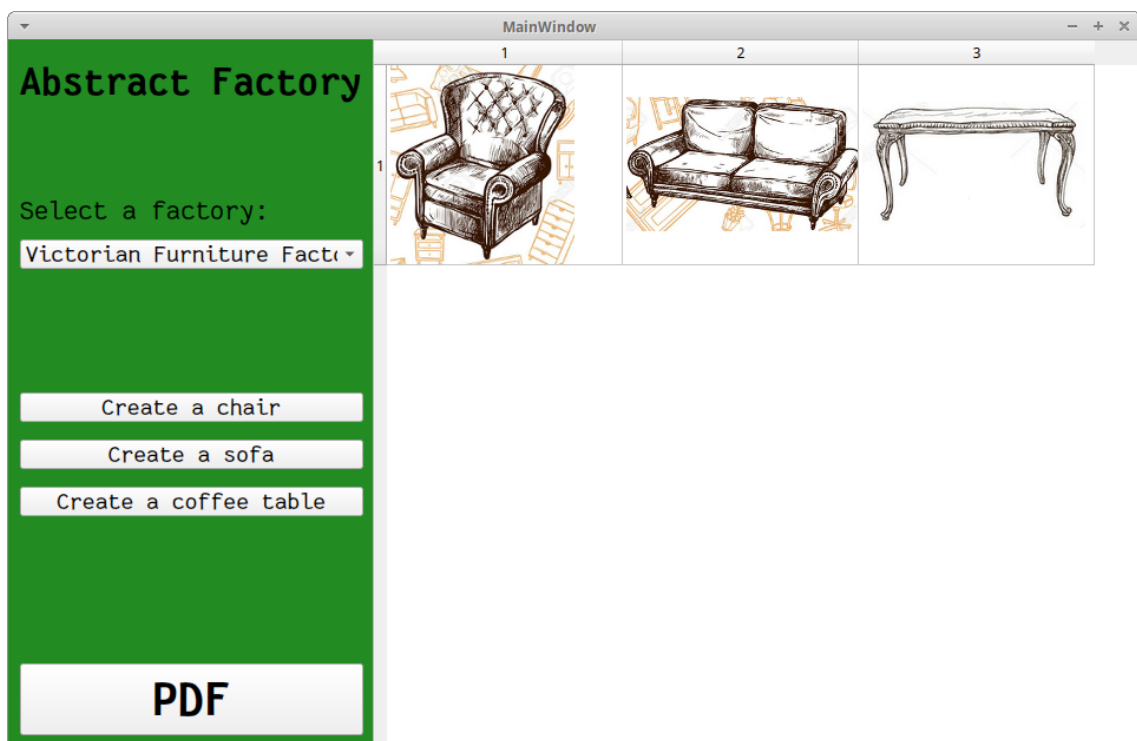 MainWindow
Abstract Factory
Select a factory:
Victorian Furniture Fact
Create a chair
Create a sofa
Create a coffee table
PDF
1 2 3
1